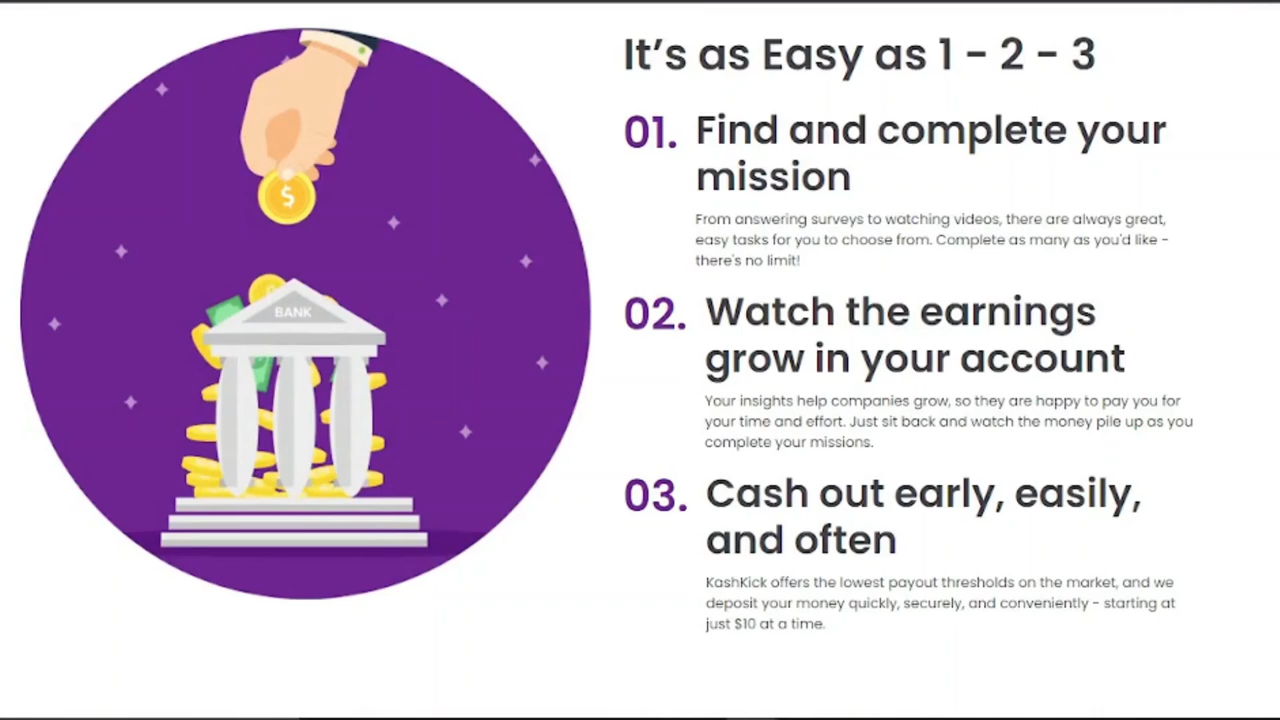 It's as Easy as 1 - 2 - 3
01. Find and complete your
mission
From answering surveys to watching videos, there are always great,
easy tasks for you to choose from. Complete as many as you'd like -
there's no limit!
02. Watch the earnings
grow in your account
Your insights help companies grow, so they are happy to pay you for
your time and effort. Just sit back and watch the money pile up as you
complete your missions.
03. Cash out early, easily,
and often
KashKick offers the lowest payout thresholds on the market, and we
deposit your money quickly, securely, and conveniently - starting at
just $10 at a time.
$
BANK